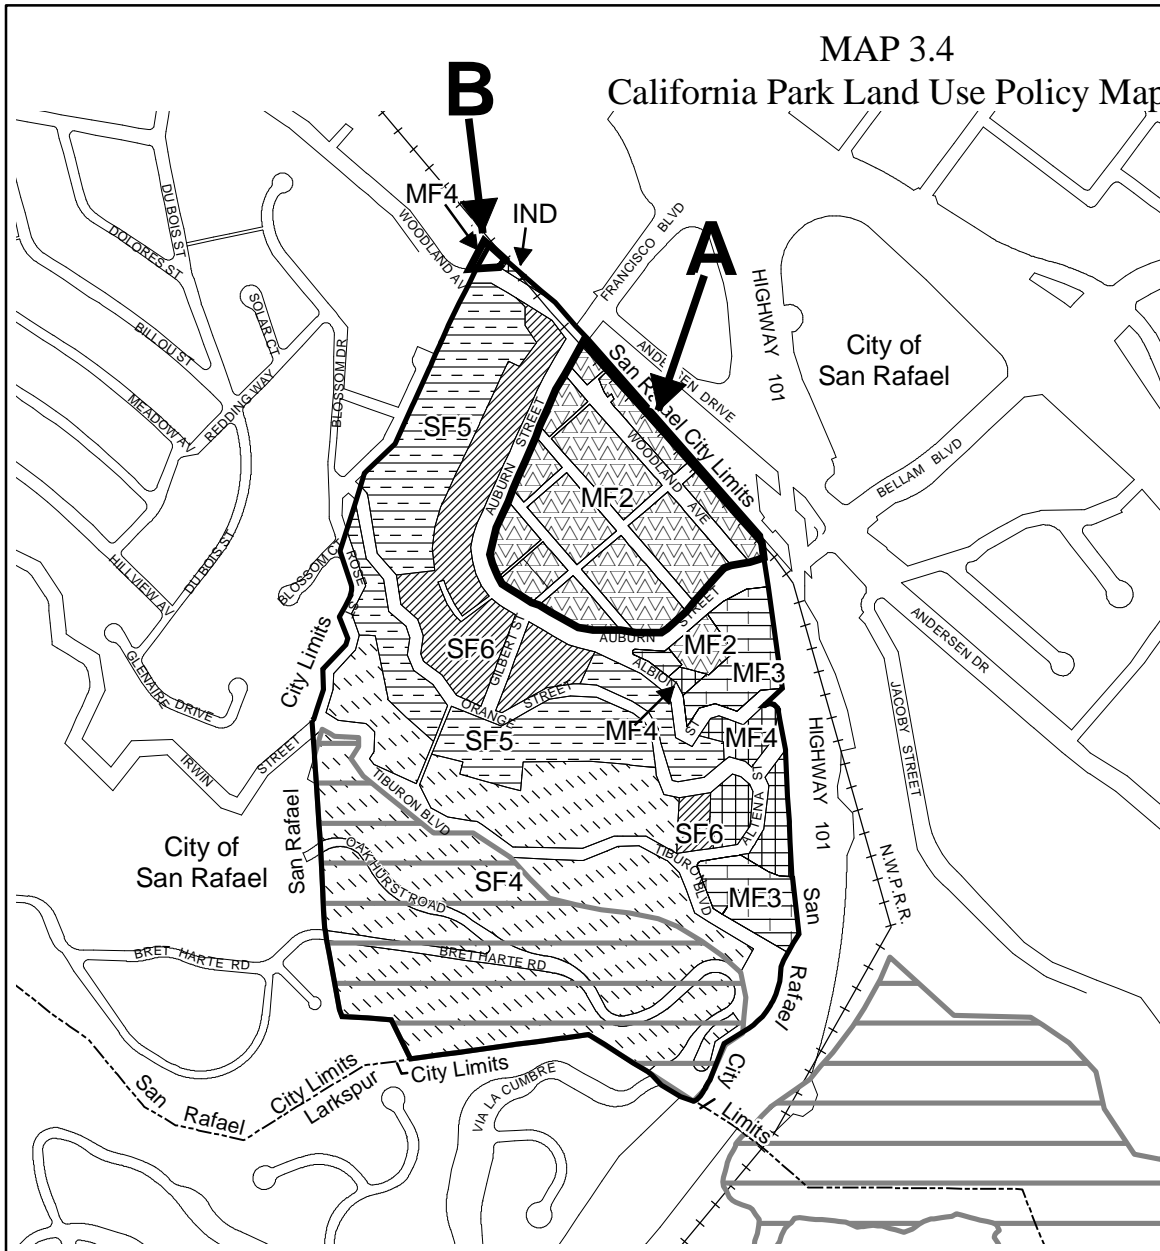 MAP 3.4
California Park Land Use Policy Map
B
A
MF4
IND
WOODLAND AV
FRANCISCO BLVD
HIGHWAY 101
DU BOIS ST
DOLORES ST
SOLAR CT
BILLOU ST
REDDING WAY
BLOSSOM DR
MEADOW AV
City of
San Rafael
ANDERSEN DRIVE
San Rafael City Limits
BELLAM BLVD
SF5
AUBURN STREET
WOODLAND AVE
MF2
HILLVIEW AV
DU BOIS ST
BLOSSOM CT
ROSE ST
ANDERSEN DR
GLENAIRE DRIVE
City Limits
SF6
GILBERT ST
AUBURN STREET
MF2
MF3
ALBION ST
ORANGE STREET
JACOBY STREET
IRWIN STREET
SF5
MF4
MF4
HIGHWAY 101
TIBURON BLVD
ALTENA ST
SF6
City of
San Rafael
San Rafael
OAKHURST ROAD
SF4
TIBURON BLVD
MF3
San Rafael City Limits
N.W.P.R.R.
BRET HARTE RD
BRET HARTE RD
San Rafael City Limits
Larkspur
City Limits
VIA LA CUMBRE